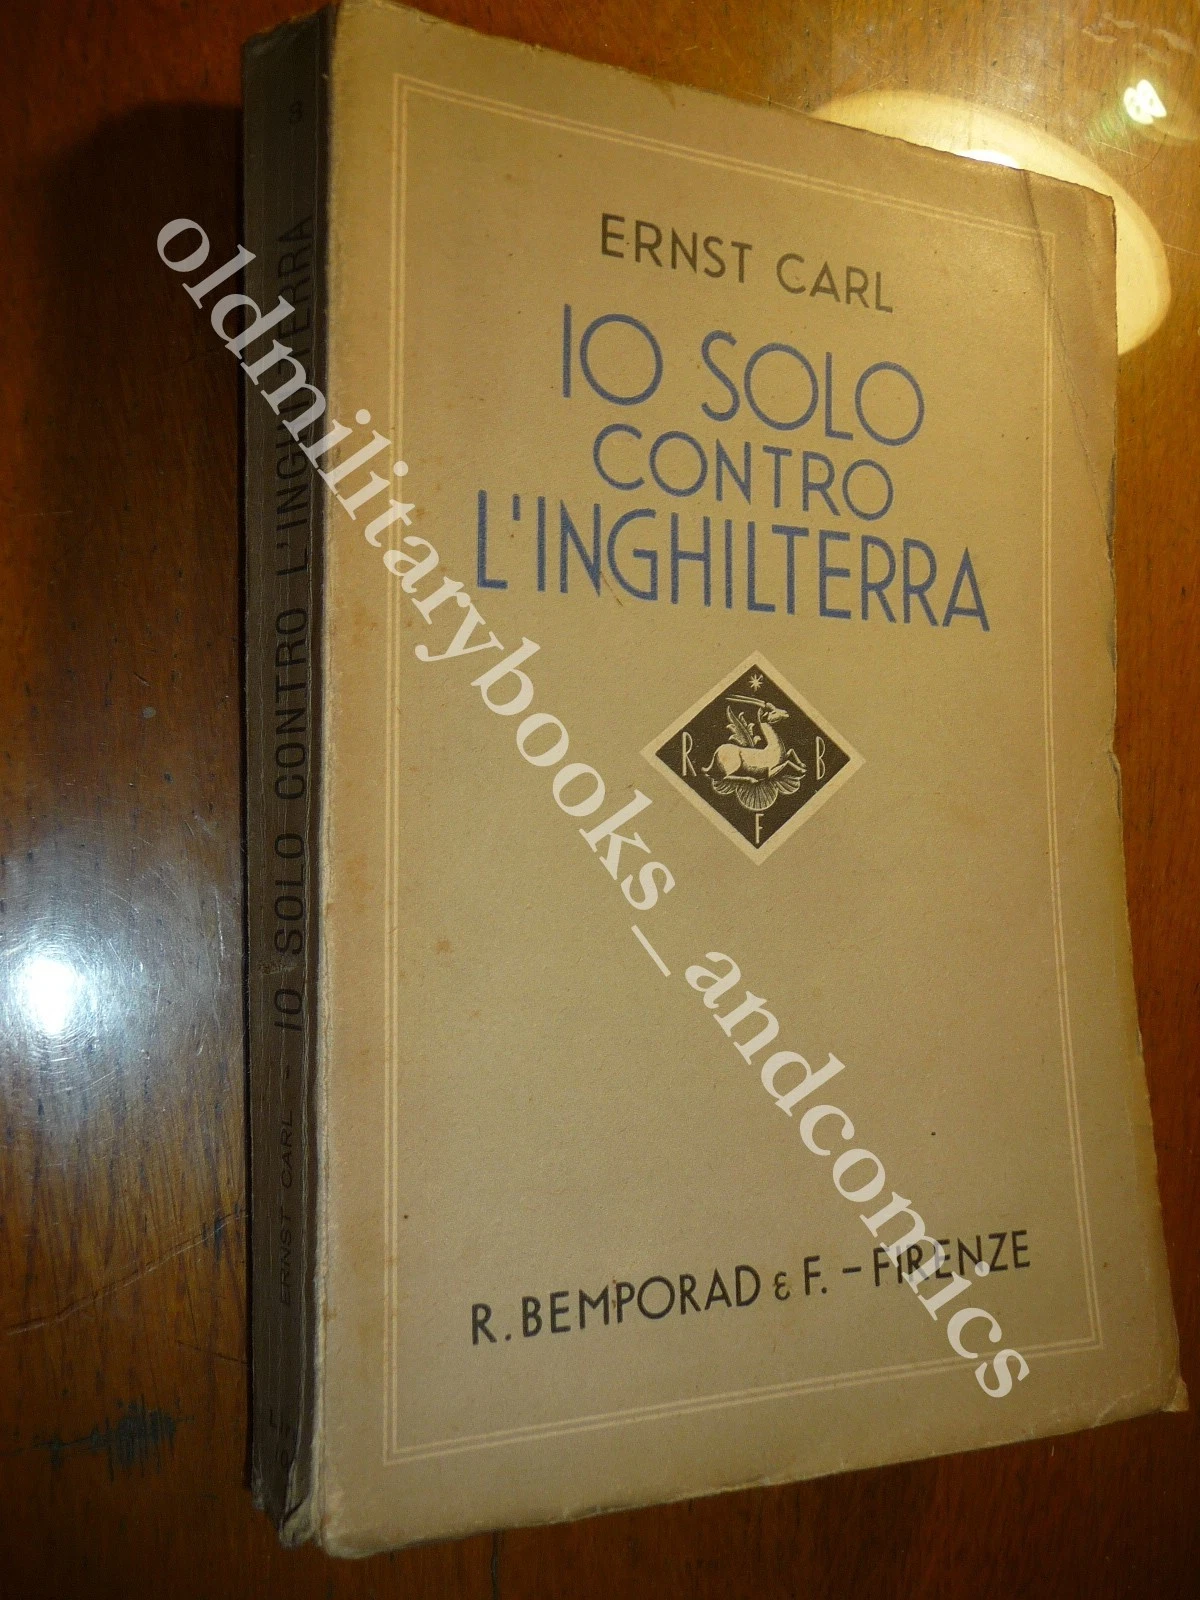 ERNST CARL
IO SOLO
CONTRO
L'INGHILTERRA
R B
F
R. BEMPORAD & F. – FIRENZE
ERNST CARL - IO SOLO CONTRO L'INGHILTERRA
oldmilitarybooks_andcomics